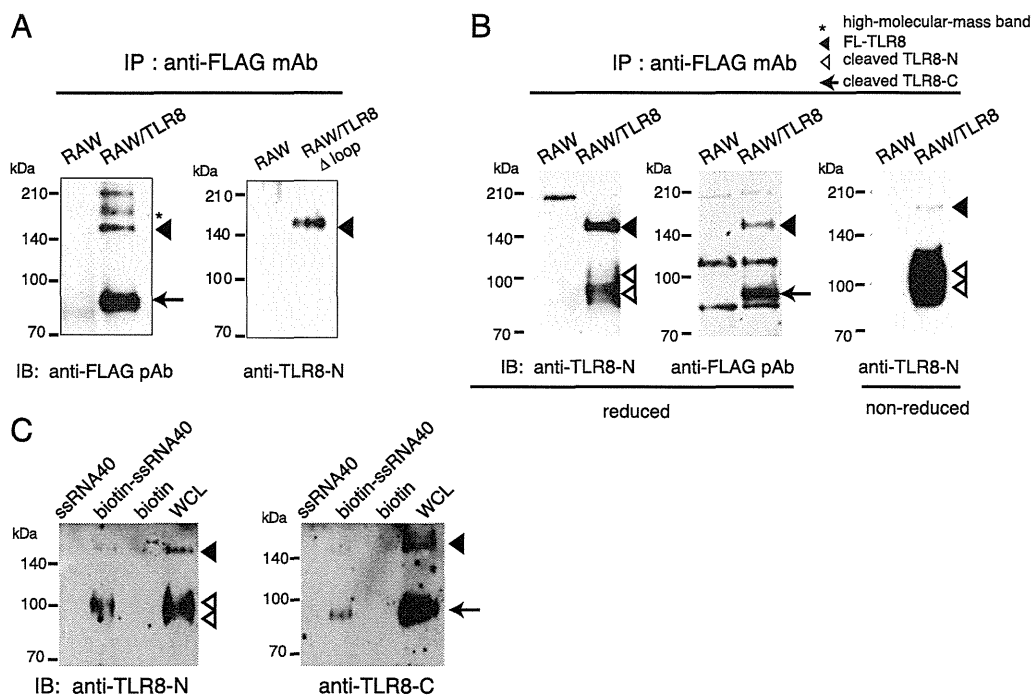 A
IP : anti-FLAG mAb
RAW
RAW/TLR8
RAW
RAW/TLR8
Δ loop
kDa
210
140
100
70
*
kDa
210
140
100
70
IB: anti-FLAG pAb
anti-TLR8-N
B
* high-molecular-mass band
FL-TLR8
cleaved TLR8-N
cleaved TLR8-C
IP : anti-FLAG mAb
RAW
RAW/TLR8
RAW
RAW/TLR8
RAW
RAW/TLR8
kDa
210
140
100
70
kDa
210
140
100
70
kDa
210
140
100
70
IB: anti-TLR8-N
anti-FLAG pAb
anti-TLR8-N
reduced
non-reduced
C
ssRNA40
biotin-ssRNA40
biotin
WCL
kDa
140
100
70
ssRNA40
biotin-ssRNA40
biotin
WCL
kDa
140
100
70
IB: anti-TLR8-N
anti-TLR8-C